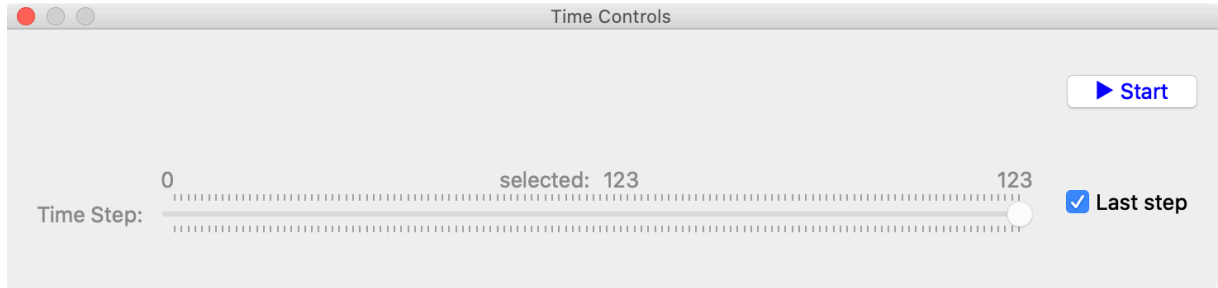 Time Controls
▶ Start
0 selected: 123 123
Time Step:
Last step